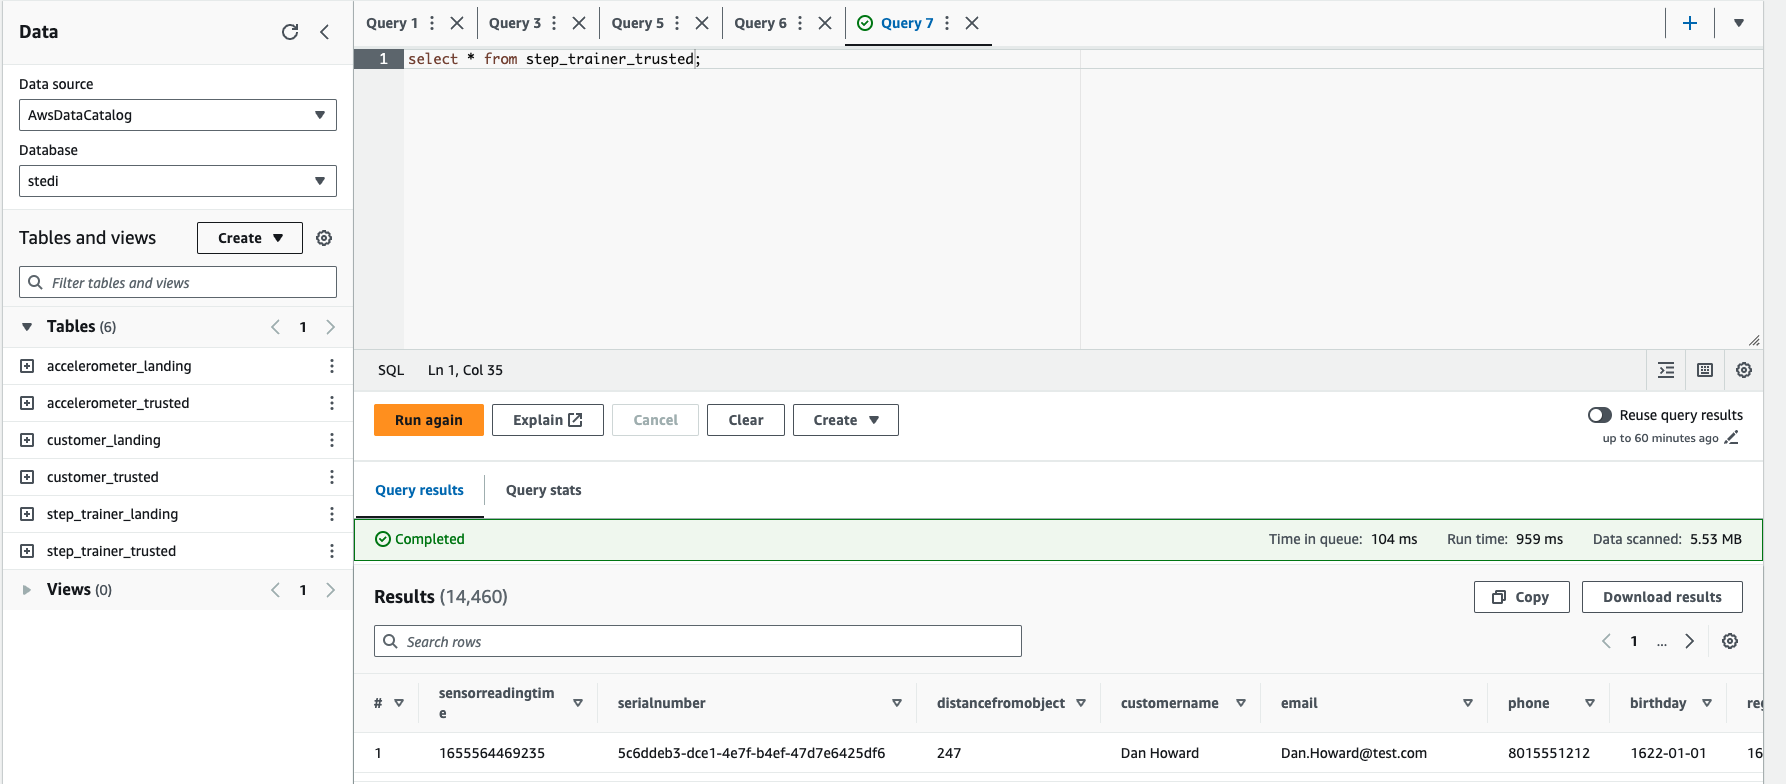 Data
Data source
AwsDataCatalog
Database
stedi
Tables and views
Create
Filter tables and views
Tables (6)
1
accelerometer_landing
accelerometer_trusted
customer_landing
customer_trusted
step_trainer_landing
step_trainer_trusted
Views (0)
1
Query 1
Query 3
Query 5
Query 6
Query 7
1 select * from step_trainer_trusted;
SQL Ln 1, Col 35
Run again
Explain
Cancel
Clear
Create
Reuse query results
up to 60 minutes ago
Query results
Query stats
Completed
Time in queue: 104 ms
Run time: 959 ms
Data scanned: 5.53 MB
Results (14,460)
Copy
Download results
Search rows
1 ...
# sensorreadingtim
e serialnumber distancefromobject customername email phone birthday reg
1 1655564469235 5c6ddeb3-dce1-4e7f-b4ef-47d7e6425df6 247 Dan Howard Dan.Howard@test.com 8015551212 1622-01-01 16